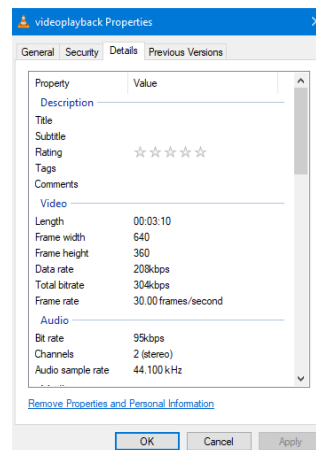 videoplayback Properties
General Security Details Previous Versions
Property Value
Description
Title
Subtitle
Rating
Tags
Comments
Video
Length 00:03:10
Frame width 640
Frame height 360
Data rate 208kbps
Total bitrate 304kbps
Frame rate 30.00 frames/second
Audio
Bit rate 95kbps
Channels 2 (stereo)
Audio sample rate 44.100 kHz
Remove Properties and Personal Information
OK Cancel Apply